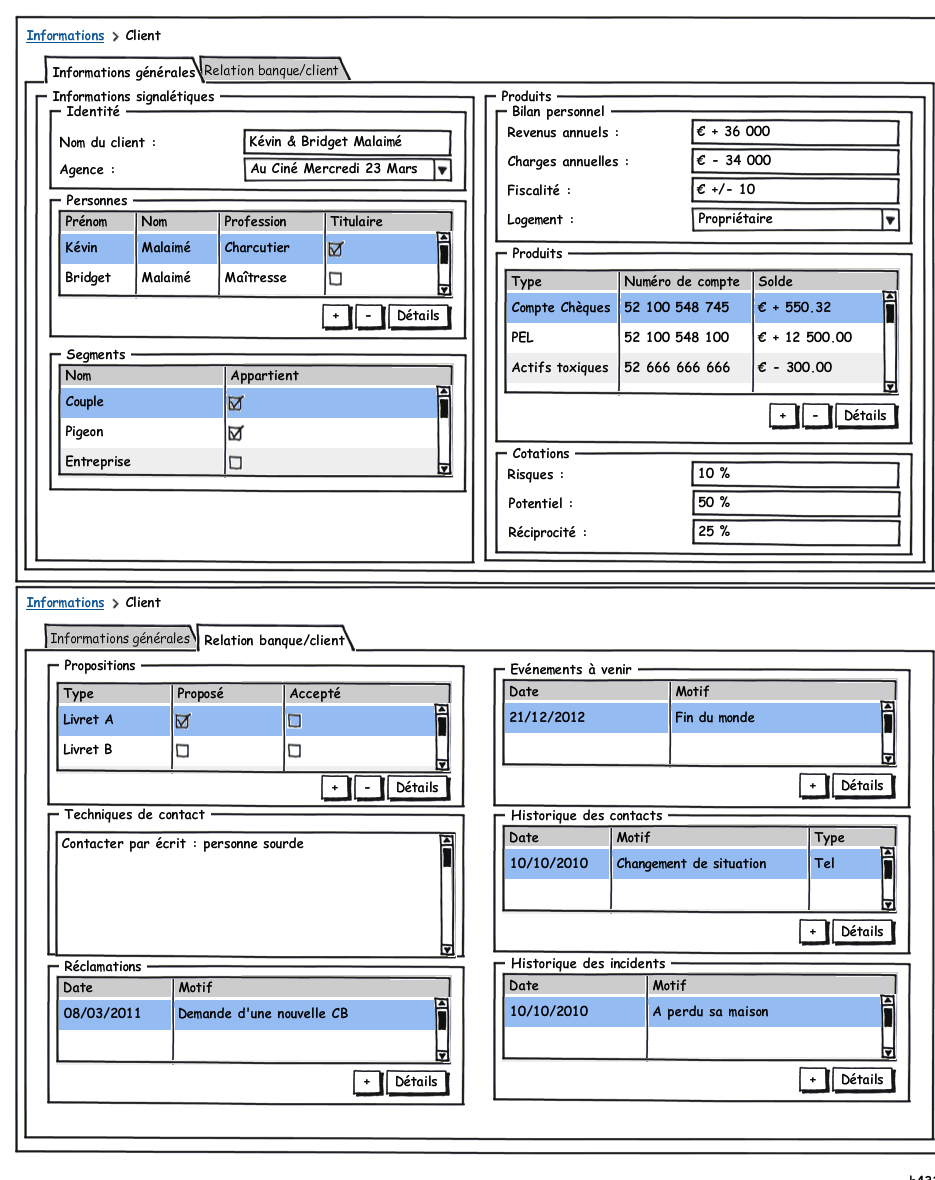 Informations > Client
Informations générales Relation banque/client
Informations signalétiques
Identité
Nom du client : Kévin & Bridget Malaimé
Agence : Au Ciné Mercredi 23 Mars
Personnes
Prénom Nom Profession Titulaire
Kévin Malaimé Charcutier
Bridget Malaimé Maîtresse
+ - Détails
Segments
Nom Appartient
Couple
Pigeon
Entreprise
Produits
Bilan personnel
Revenus annuels : € + 36 000
Charges annuelles : € - 34 000
Fiscalité : € +/- 10
Logement : Propriétaire
Produits
Type Numéro de compte Solde
Compte Chèques 52 100 548 745 € + 550.32
PEL 52 100 548 100 € + 12 500.00
Actifs toxiques 52 666 666 666 € - 300.00
+ - Détails
Cotations
Risques : 10 %
Potentiel : 50 %
Réciprocité : 25 %
Informations > Client
Informations générales Relation banque/client
Propositions
Type Proposé Accepté
Livret A
Livret B
+ - Détails
Techniques de contact
Contacter par écrit : personne sourde
Réclamations
Date Motif
08/03/2011 Demande d'une nouvelle CB
+ Détails
Evénements à venir
Date Motif
21/12/2012 Fin du monde
+ Détails
Historique des contacts
Date Motif Type
10/10/2010 Changement de situation Tel
+ Détails
Historique des incidents
Date Motif
10/10/2010 A perdu sa maison
+ Détails